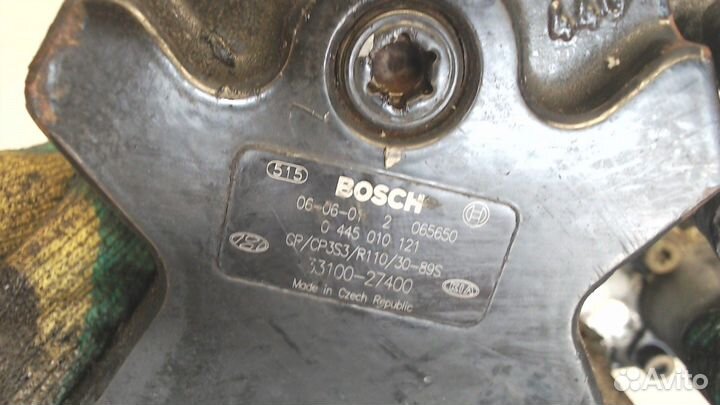 515
BOSCH
06-06-01 2 065650
0 445 010 121
CP/CP3S3/R110/30-89S
33100-27400
KIA
Made in Czech Republic
Avito